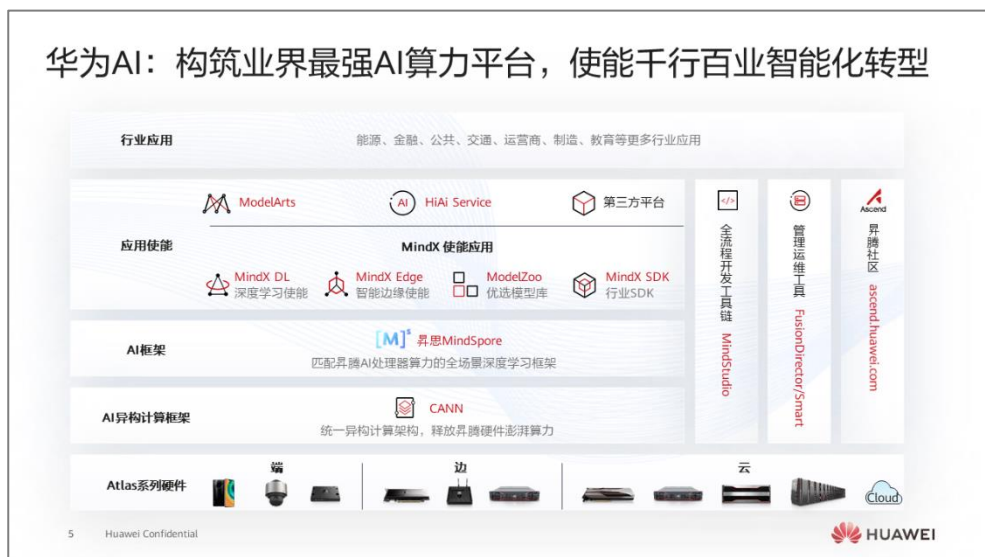 华为AI：构筑业界最强AI算力平台，使能千行百业智能化转型
行业应用
能源、金融、公共、交通、运营商、制造、教育等更多行业应用
应用使能
ModelArts
AI
HiAi Service
第三方平台
MindX 使能应用
MindX DL
深度学习使能
MindX Edge
智能边缘使能
ModelZoo
优选模型库
MindX SDK
行业SDK
AI框架
[M]s
昇思MindSpore
匹配昇腾AI处理器算力的全场景深度学习框架
AI异构计算框架
CANN
统一异构计算架构，释放昇腾硬件澎湃算力
</>
全流程开发工具链 MindStudio
管理运维工具 FusionDirector/Smart
Ascend
昇腾社区 ascend.huawei.com
Atlas系列硬件
端
边
云
Cloud
5
Huawei Confidential
HUAWEI